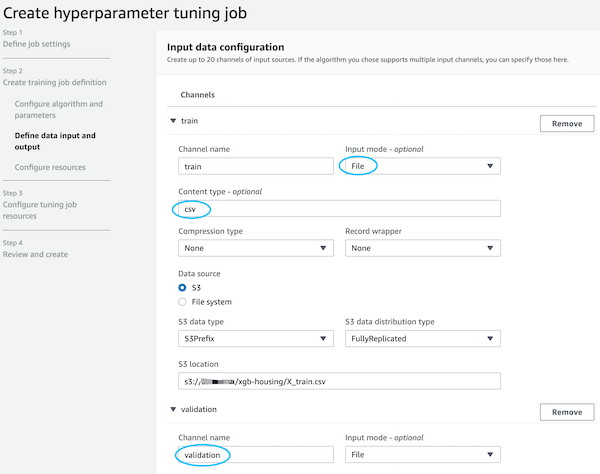 Create hyperparameter tuning job
Step 1
Define job settings
Step 2
Create training job definition
Configure algorithm and
parameters
Define data input and
output
Configure resources
Step 3
Configure tuning job
resources
Step 4
Review and create
Input data configuration
Create up to 20 channels of input sources. If the algorithm you chose supports multiple input channels, you can specify those here.
Channels
train
Remove
Channel name
Input mode - optional
train
File
Content type - optional
csv
Compression type
Record wrapper
None
None
Data source
S3
File system
S3 data type
S3 data distribution type
S3Prefix
FullyReplicated
S3 location
s3:// /xgb-housing/X_train.csv
validation
Remove
Channel name
Input mode - optional
validation
File